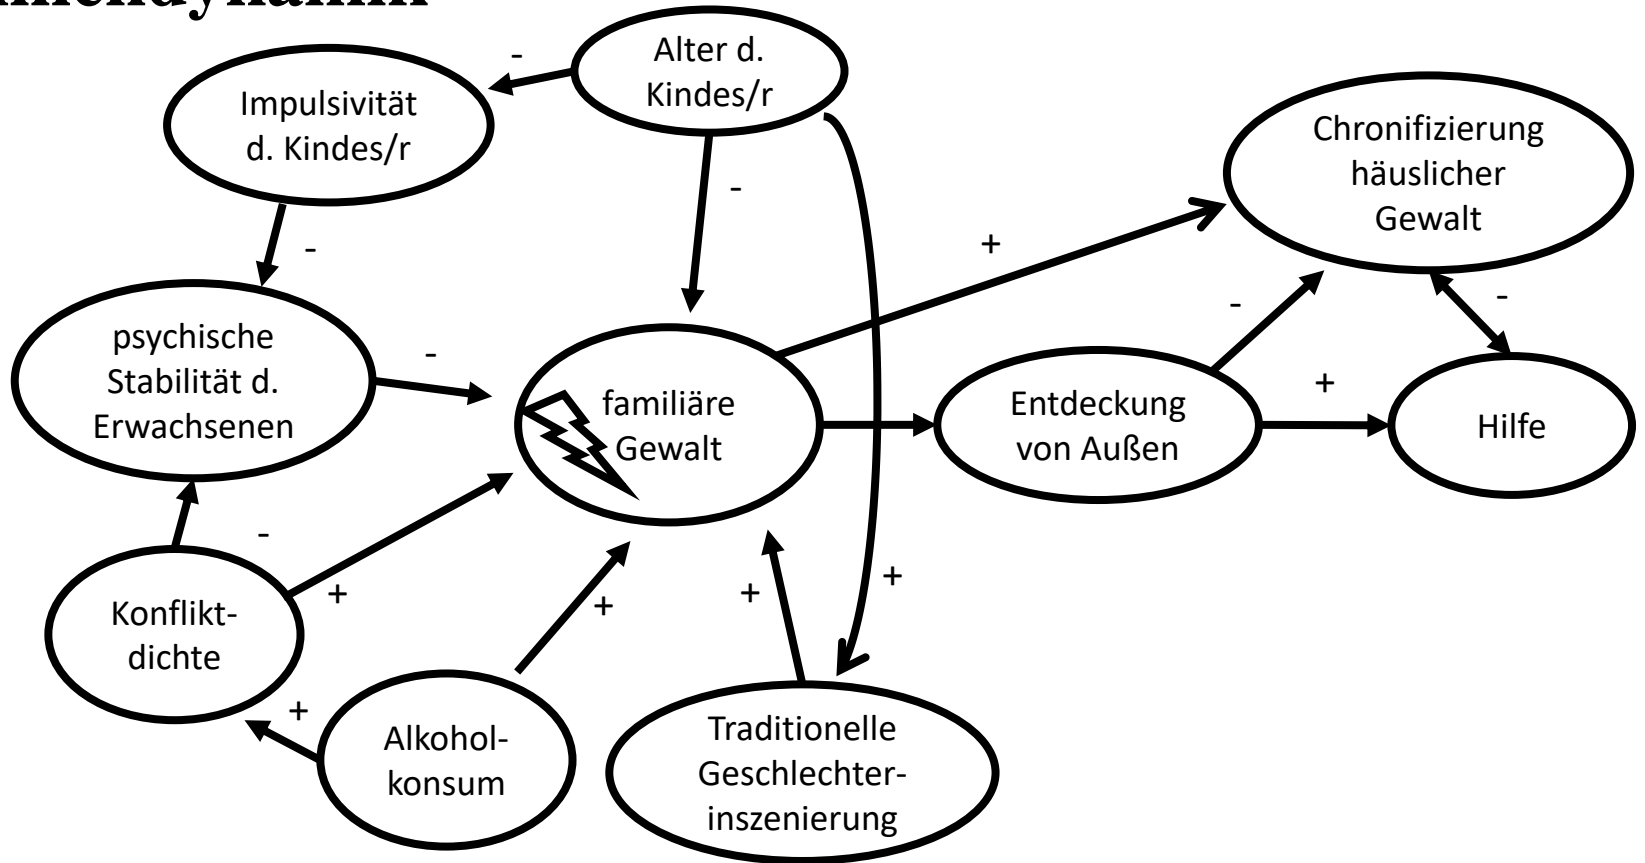 Alter d.
Kindes/r
-
Impulsivität
d. Kindes/r
-
-
Chronifizierung
häuslicher
Gewalt
+
-
-
psychische
Stabilität d.
Erwachsenen
-
familiäre
Gewalt
Entdeckung
von Außen
+
Hilfe
-
+
Konflikt-
dichte
+
+
+
+
Alkohol-
konsum
Traditionelle
Geschlechter-
inszenierung